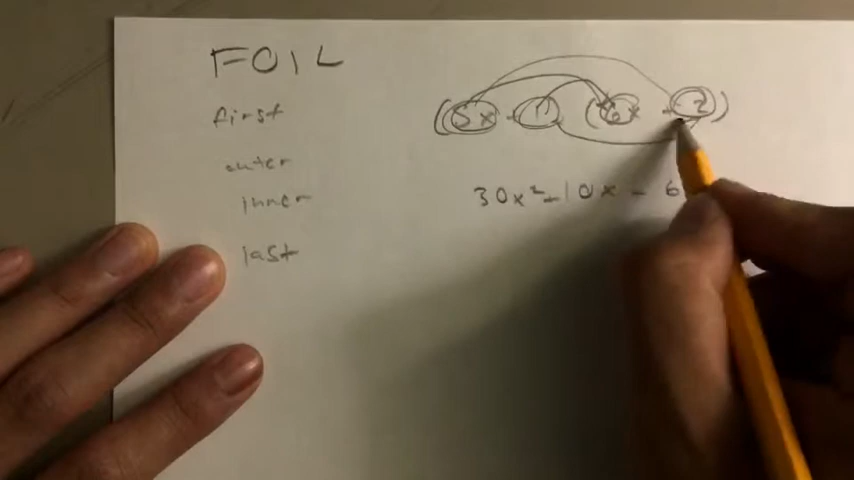 FOIL
first
outer
inner
last
(5x - 1)(6x - 2)
30x² - 10x - 6